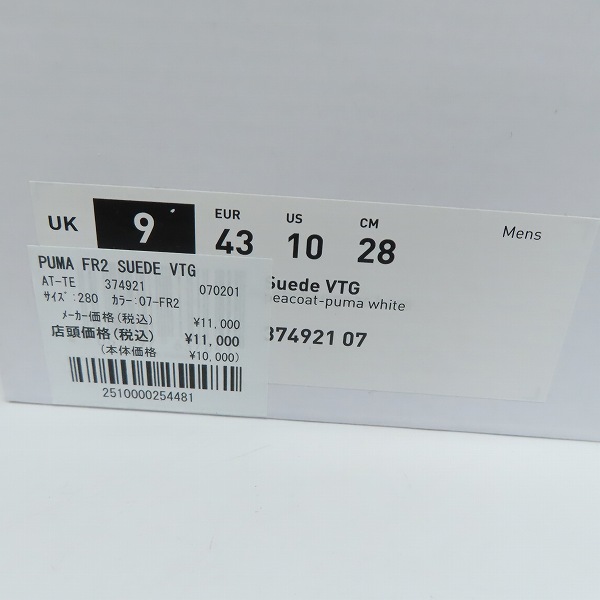 UK 9 EUR 43 US 10 CM 28 Mens
Suede VTG
eacoat-puma white
374921 07
PUMA FR2 SUEDE VTG
AT-TE 374921 070201
サイズ:280 カラー:07-FR2
メーカー価格(税込) ¥11,000
店頭価格(税込) ¥11,000
(本体価格 ¥10,000)
2510000254481